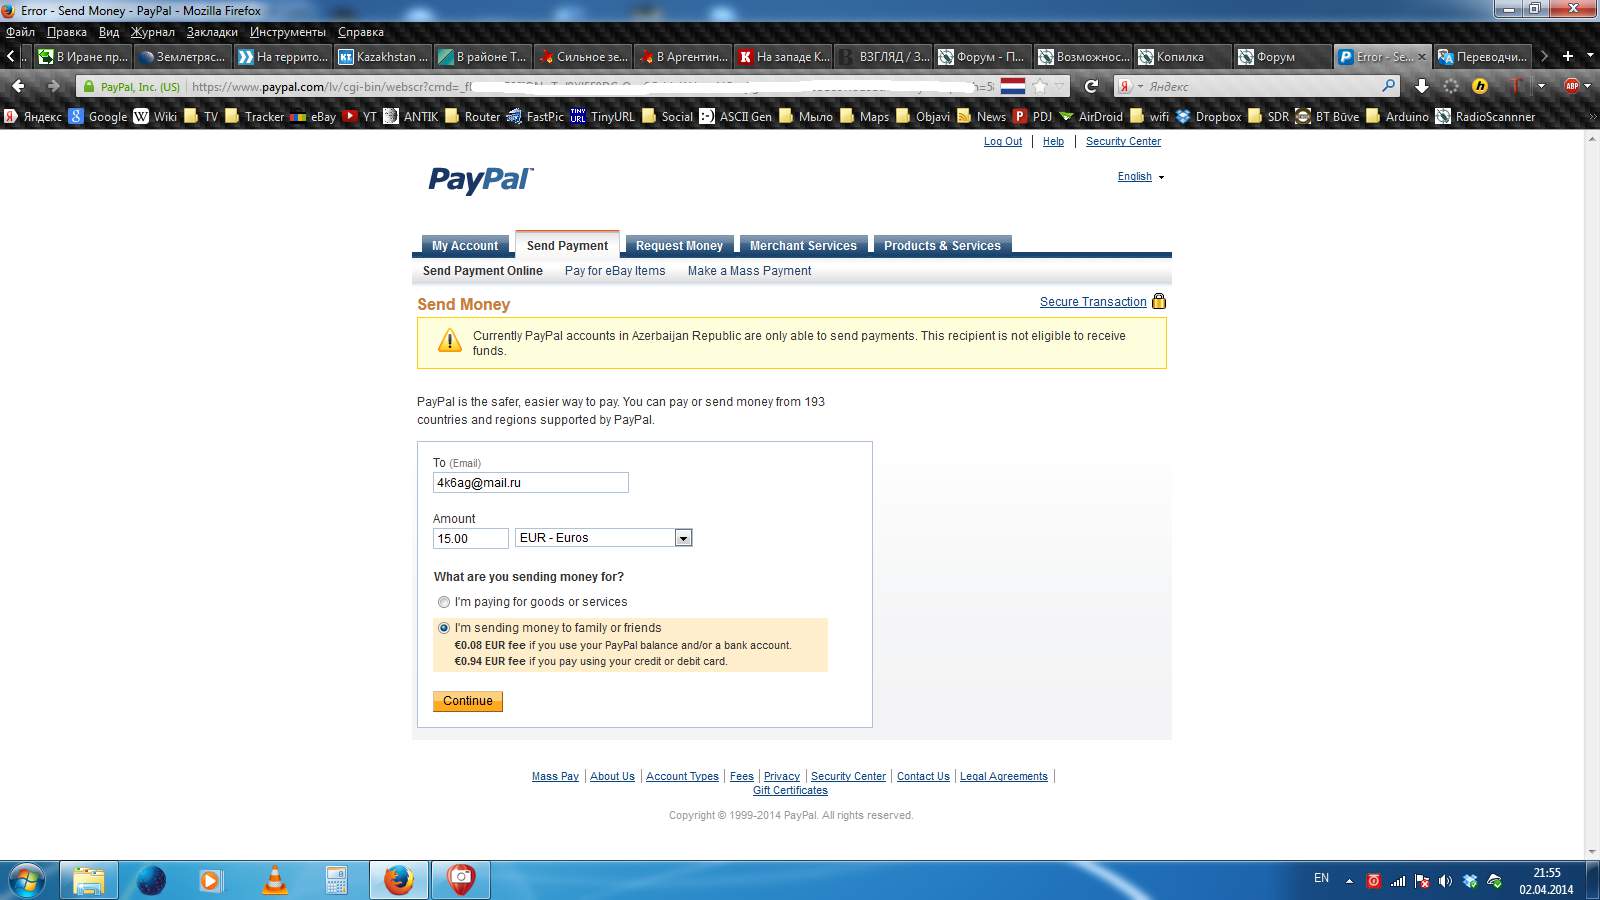 Error - Send Money - PayPal - Mozilla Firefox
Файл Правка Вид Журнал Закладки Инструменты Справка
В Иране пр... Землетряс... На террито... Kazakhstan ... В районе Т... Сильное зе... В Аргентин... На западе К... ВЗГЛЯД / З... Форум - П... Возможнос... Копилка Форум Error - Se... Переводчи...
PayPal, Inc. (US) https://www.paypal.com/lv/cgi-bin/webscr?cmd=_f Яндекс
Яндекс Google Wiki TV Tracker eBay YT ANTIK Router FastPic TinyURL Social ASCII Gen Мыло Maps Objavi News PDJ AirDroid wifi Dropbox SDR BT Būve Arduino RadioScannner
Log Out Help Security Center
PayPal™
English
My Account Send Payment Request Money Merchant Services Products & Services
Send Payment Online Pay for eBay Items Make a Mass Payment
Send Money
Secure Transaction
Currently PayPal accounts in Azerbaijan Republic are only able to send payments. This recipient is not eligible to receive
funds.
PayPal is the safer, easier way to pay. You can pay or send money from 193
countries and regions supported by PayPal.
To (Email)
4k6ag@mail.ru
Amount
15.00 EUR - Euros
What are you sending money for?
I'm paying for goods or services
I'm sending money to family or friends
€0.08 EUR fee if you use your PayPal balance and/or a bank account.
€0.94 EUR fee if you pay using your credit or debit card.
Continue
Mass Pay About Us Account Types Fees Privacy Security Center Contact Us Legal Agreements
Gift Certificates
Copyright © 1999-2014 PayPal. All rights reserved.
EN
21:55
02.04.2014